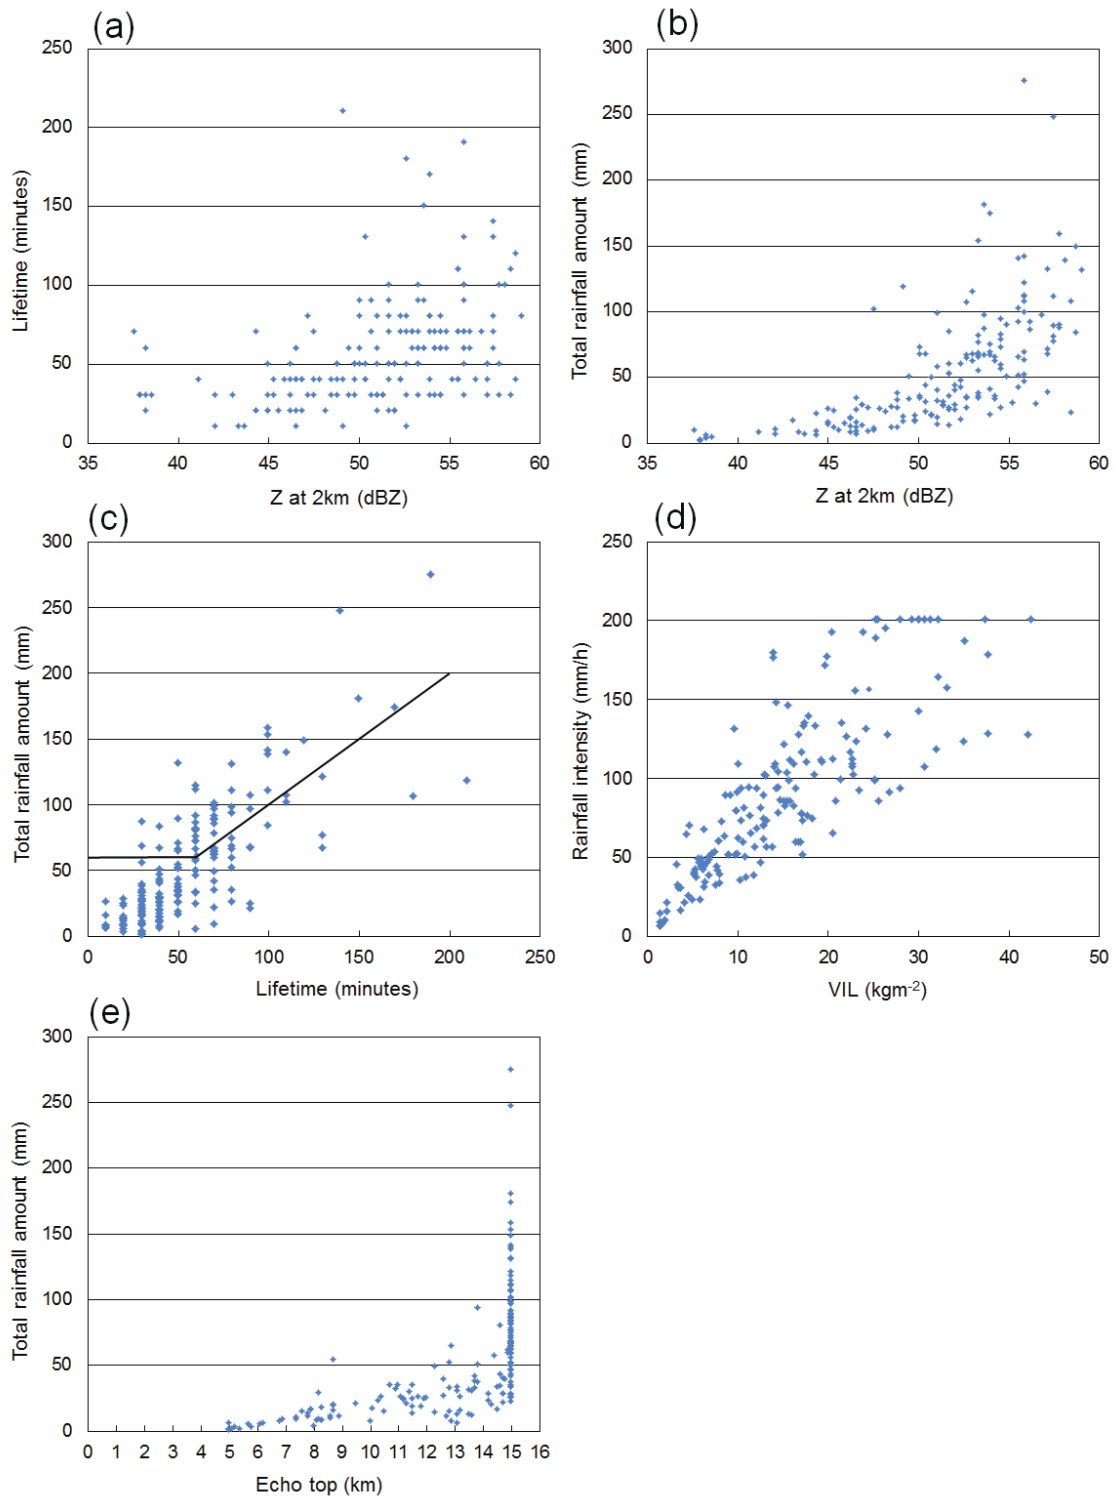 (a)
250
200
150
100
50
0
35 40 45 50 55 60
Lifetime (minutes)
Z at 2km (dBZ)
(b)
300
250
200
150
100
50
0
35 40 45 50 55 60
Total rainfall amount (mm)
Z at 2km (dBZ)
(c)
300
250
200
150
100
50
0
0 50 100 150 200 250
Total rainfall amount (mm)
Lifetime (minutes)
(d)
250
200
150
100
50
0
0 10 20 30 40 50
Rainfall intensity (mm/h)
VIL (kgm⁻²)
(e)
300
250
200
150
100
50
0
0 1 2 3 4 5 6 7 8 9 10 11 12 13 14 15 16
Total rainfall amount (mm)
Echo top (km)